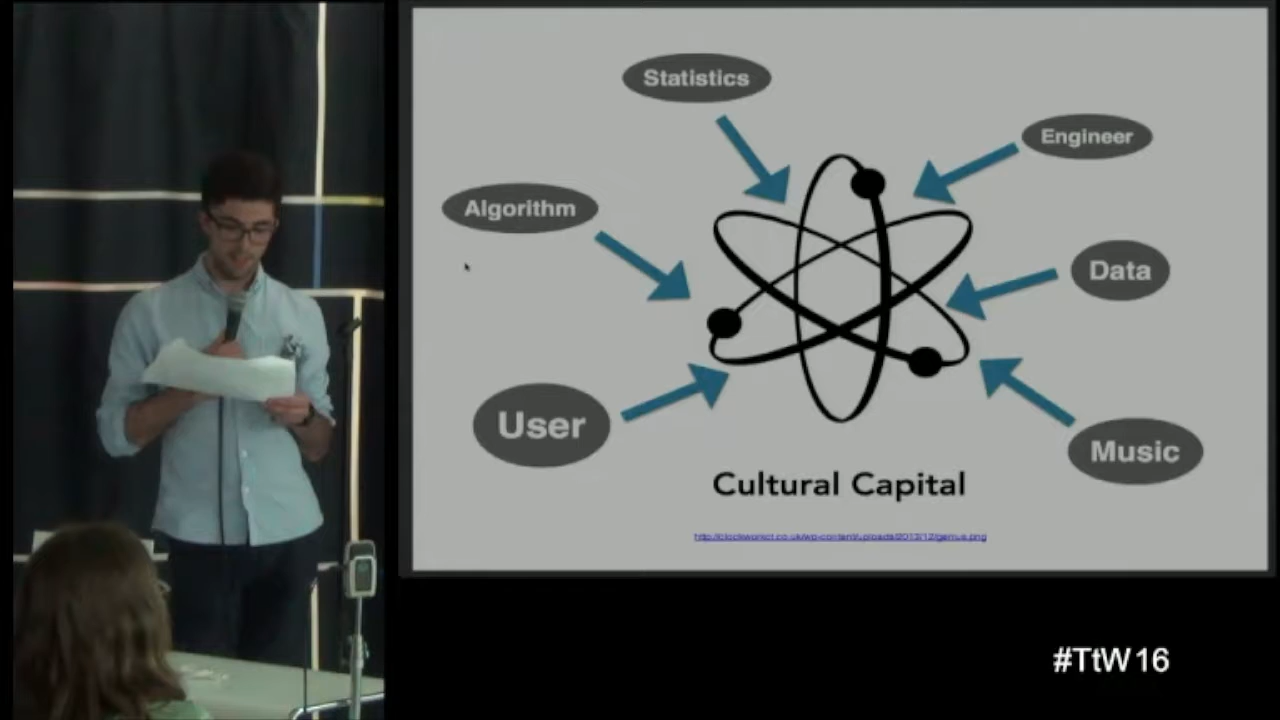 Statistics
Engineer
Algorithm
Data
User
Music
Cultural Capital
#TtW16